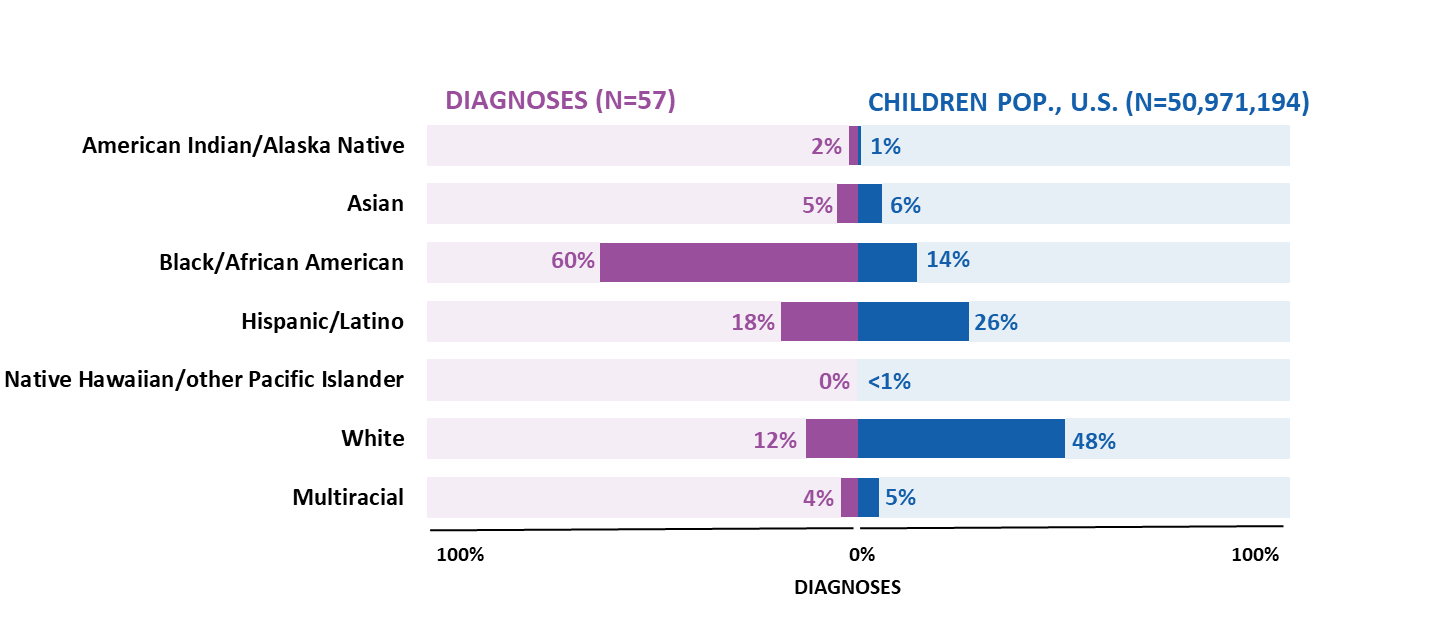 DIAGNOSES (N=57)
CHILDREN POP., U.S. (N=50,971,194)
American Indian/Alaska Native 2% 1%
Asian 5% 6%
Black/African American 60% 14%
Hispanic/Latino 18% 26%
Native Hawaiian/other Pacific Islander 0% <1%
White 12% 48%
Multiracial 4% 5%
100% 0% 100%
DIAGNOSES